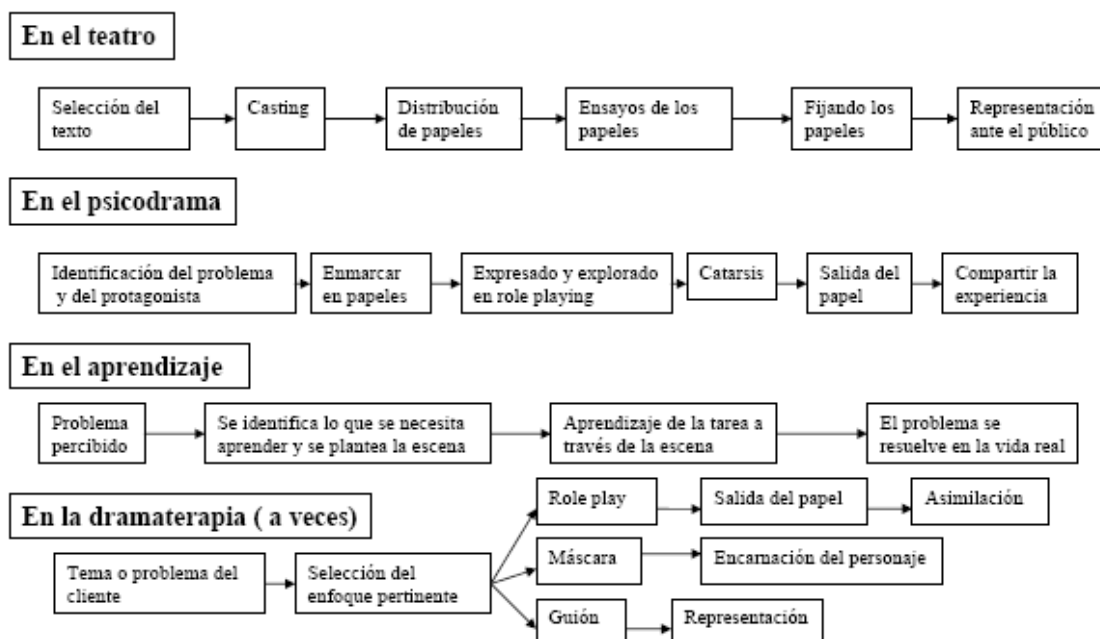 En el teatro
Selección del
texto
Casting
Distribución
de papeles
Ensayos de los
papeles
Fijando los
papeles
Representación
ante el público
En el psicodrama
Identificación del problema
y del protagonista
Enmarcar
en papeles
Expresado y explorado
en role playing
Catarsis
Salida del
papel
Compartir la
experiencia
En el aprendizaje
Problema
percibido
Se identifica lo que se necesita
aprender y se plantea la escena
Aprendizaje de la tarea a
través de la escena
El problema se
resuelve en la vida real
En la dramaterapia ( a veces)
Tema o problema del
cliente
Selección del
enfoque pertinente
Role play
Salida del papel
Asimilación
Máscara
Encarnación del personaje
Guión
Representación